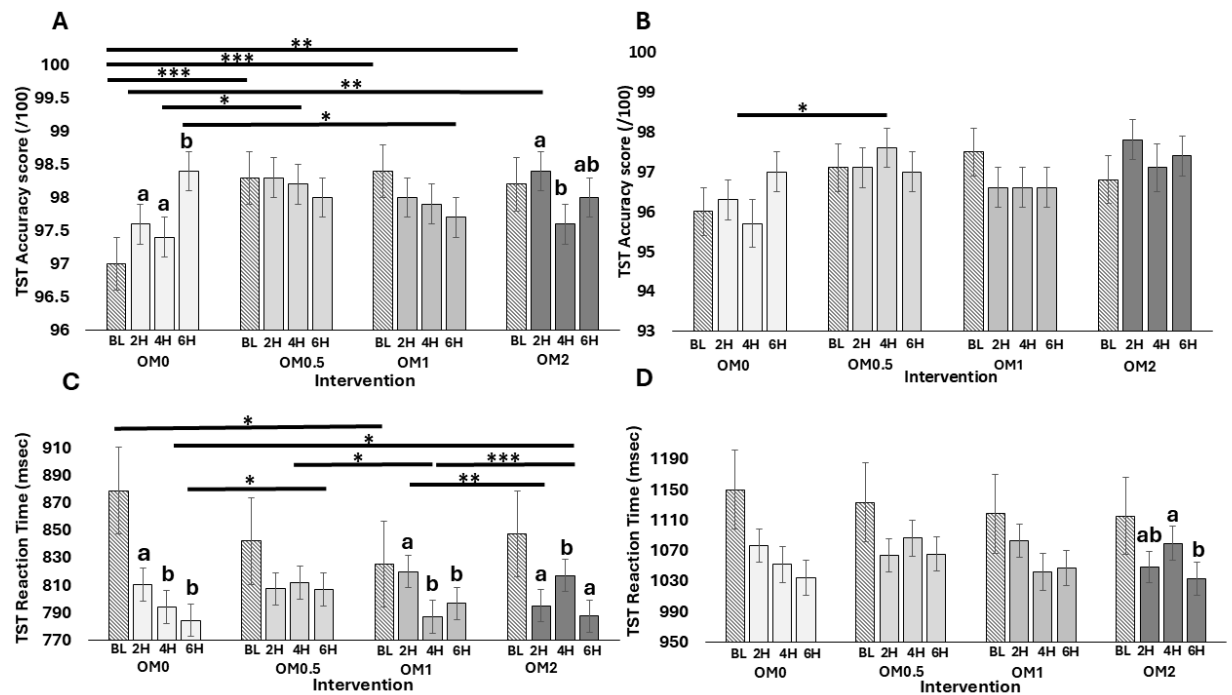 A
TST Accuracy score (/100)
100
99.5
99
98.5
98
97.5
97
96.5
96
**
***
***
**
*
*
a a b
a b ab
BL 2H 4H 6H BL 2H 4H 6H BL 2H 4H 6H BL 2H 4H 6H
OM0 OM0.5 OM1 OM2
Intervention
B
TST Accuracy score (/100)
100
99
98
97
96
95
94
93
*
BL 2H 4H 6H BL 2H 4H 6H BL 2H 4H 6H BL 2H 4H 6H
OM0 OM0.5 OM1 OM2
Intervention
C
TST Reaction Time (msec)
910
890
870
850
830
810
790
770
*
*
* ***
* **
a b b
a b b
a b a
BL 2H 4H 6H BL 2H 4H 6H BL 2H 4H 6H BL 2H 4H 6H
OM0 OM0.5 OM1 OM2
Intervention
D
TST Reaction Time (msec)
1190
1150
1110
1070
1030
990
950
ab a b
BL 2H 4H 6H BL 2H 4H 6H BL 2H 4H 6H BL 2H 4H 6H
OM0 OM0.5 OM1 OM2
Intervention